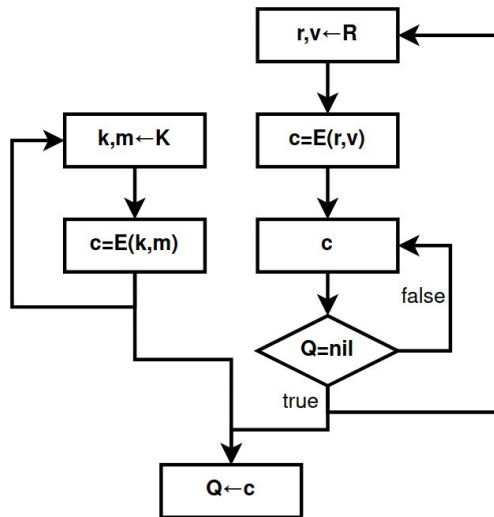 r,v←R
k,m←K
c=E(r,v)
c=E(k,m)
c
false
Q=nil
true
Q←c